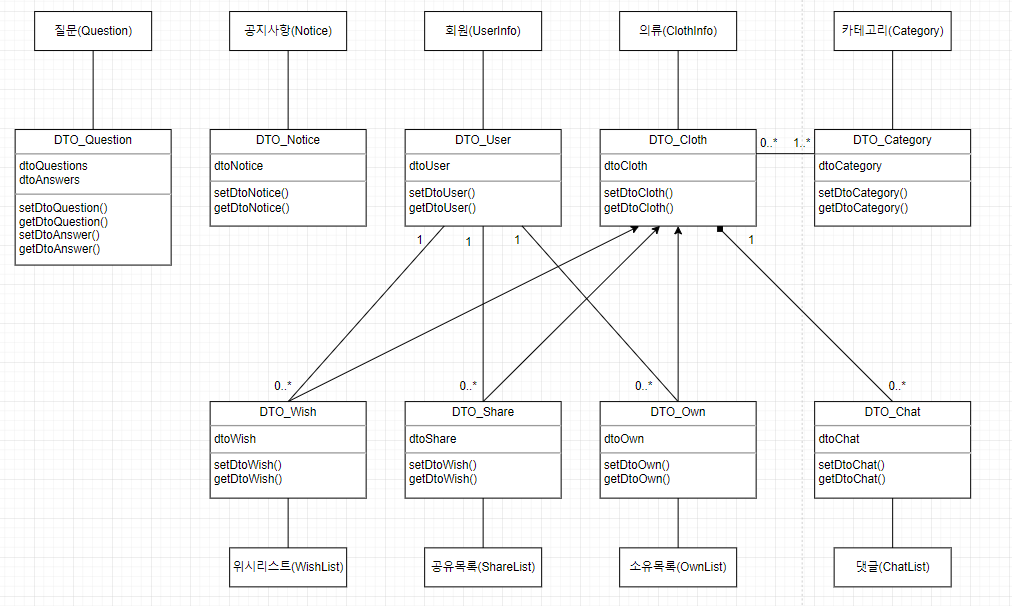 질문(Question)
공지사항(Notice)
회원(UserInfo)
의류(ClothInfo)
카테고리(Category)
DTO_Question
dtoQuestions
dtoAnswers
setDtoQuestion()
getDtoQuestion()
setDtoAnswer()
getDtoAnswer()
DTO_Notice
dtoNotice
setDtoNotice()
getDtoNotice()
DTO_User
dtoUser
setDtoUser()
getDtoUser()
DTO_Cloth
dtoCloth
setDtoCloth()
getDtoCloth()
0..*
1..*
DTO_Category
dtoCategory
setDtoCategory()
getDtoCategory()
1
1
1
1
0..*
0..*
0..*
0..*
DTO_Wish
dtoWish
setDtoWish()
getDtoWish()
DTO_Share
dtoShare
setDtoWish()
getDtoWish()
DTO_Own
dtoOwn
setDtoOwn()
getDtoOwn()
DTO_Chat
dtoChat
setDtoChat()
getDtoChat()
위시리스트(WishList)
공유목록(ShareList)
소유목록(OwnList)
댓글(ChatList)